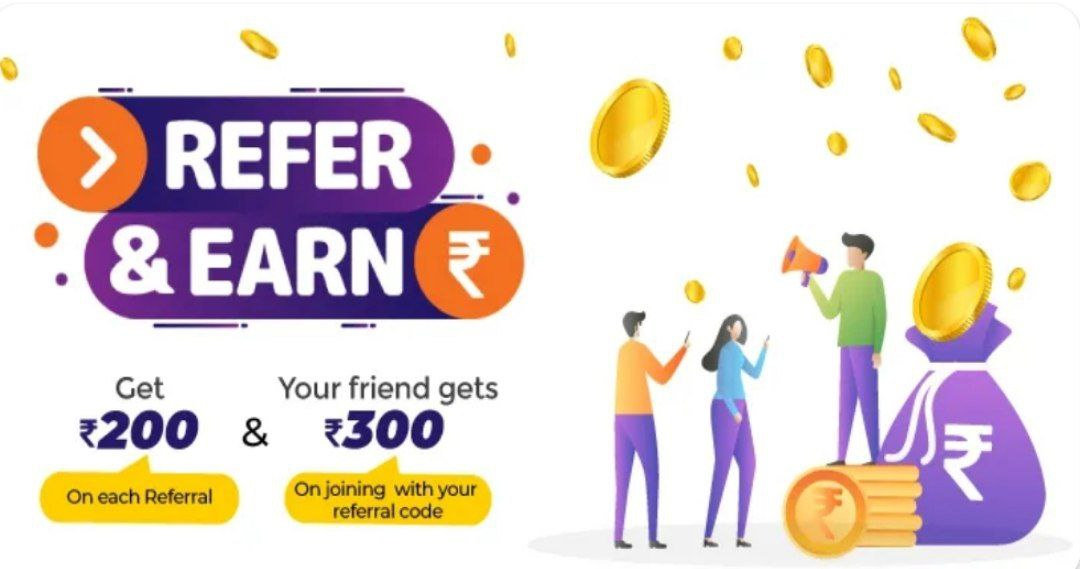 REFER
& EARN ₹
Get
₹200
&
Your friend gets
₹300
On each Referral
On joining with your
referral code
₹
₹